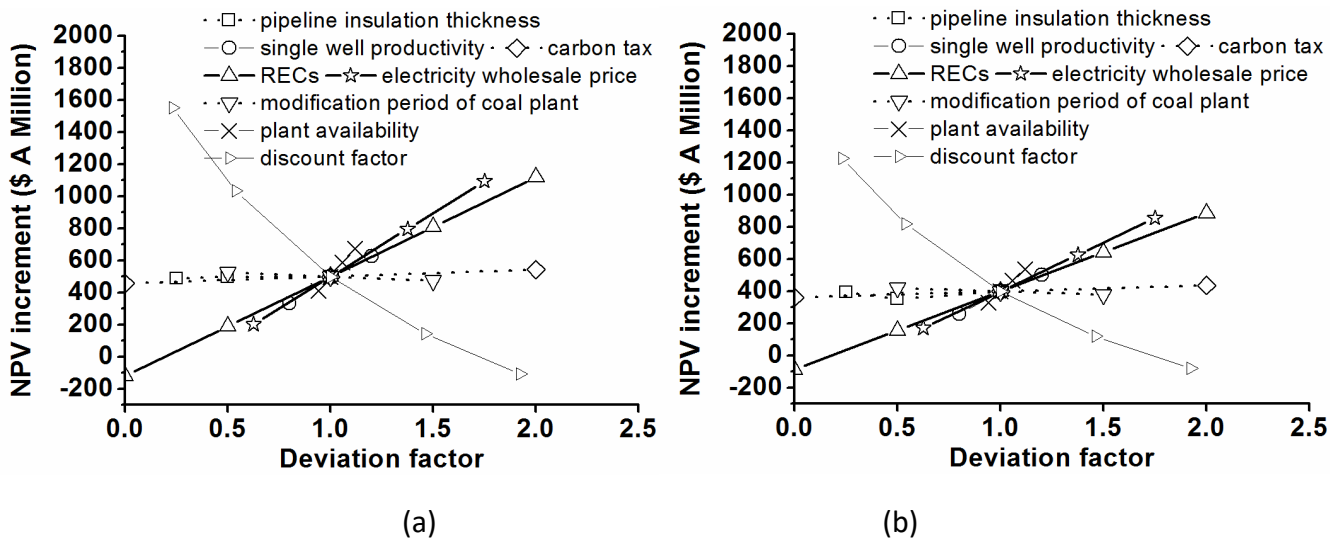 pipeline insulation thickness
single well productivity carbon tax
RECs electricity wholesale price
modification period of coal plant
plant availability
discount factor
NPV increment ($ A Million)
2000
1800
1600
1400
1200
1000
800
600
400
200
0
-200
0.0 0.5 1.0 1.5 2.0 2.5
Deviation factor
(a)
pipeline insulation thickness
single well productivity carbon tax
RECs electricity wholesale price
modification period of coal plant
plant availability
discount factor
NPV increment ($ A Million)
2000
1800
1600
1400
1200
1000
800
600
400
200
0
-200
0.0 0.5 1.0 1.5 2.0 2.5
Deviation factor
(b)